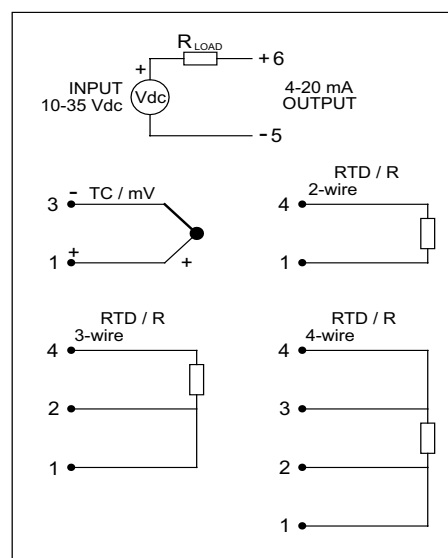 R LOAD
+ +6
INPUT
10-35 Vdc
Vdc
4-20 mA
OUTPUT
-5
3 - TC / mV
1 + +
RTD / R
2-wire
4
1
RTD / R
3-wire
4
2
1
RTD / R
4-wire
4
3
2
1